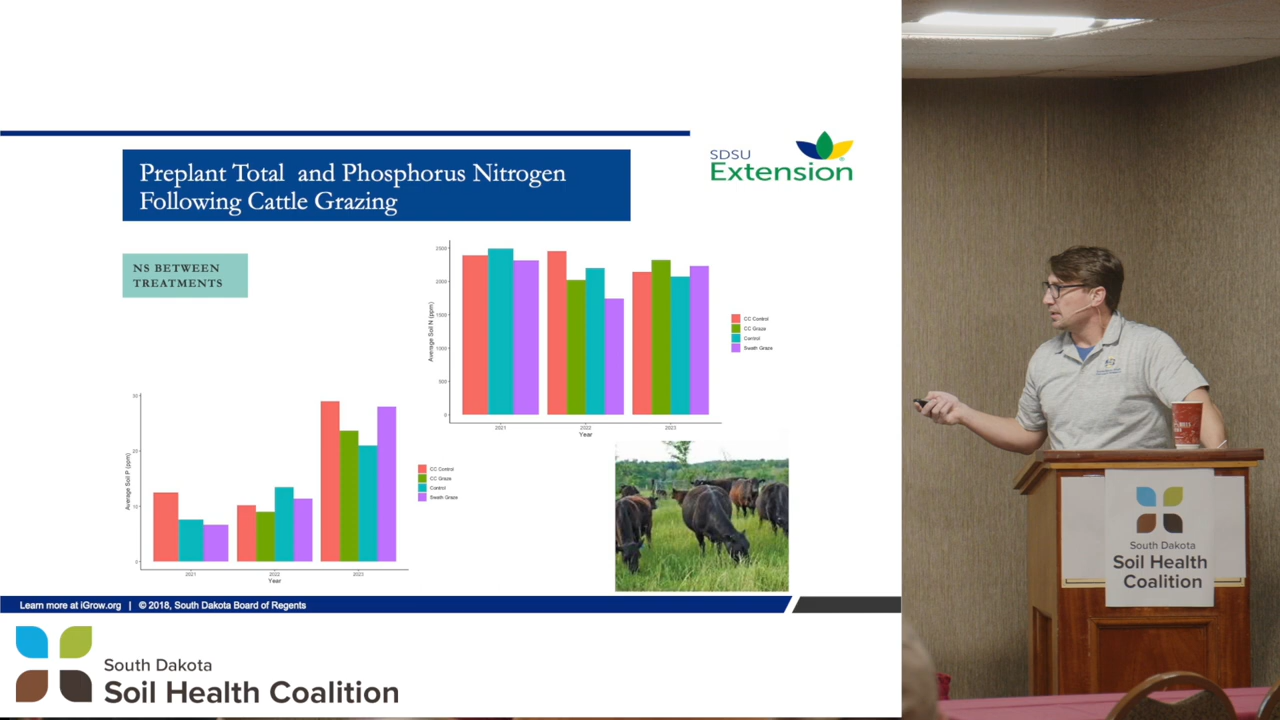 Preplant Total and Phosphorus Nitrogen
Following Cattle Grazing
SDSU
Extension
NS BETWEEN
TREATMENTS
2500
2000
1500
1000
500
0
Average Soil N (ppm)
2021
2022
2023
Year
CC Control
CC Graze
Control
Swath Graze
30
20
10
0
Average Soil P (ppm)
2021
2022
2023
Year
CC Control
CC Graze
Control
Swath Graze
Learn more at iGrow.org | © 2018, South Dakota Board of Regents
South Dakota
Soil Health Coalition
South Dakota
Soil Health
Coalition